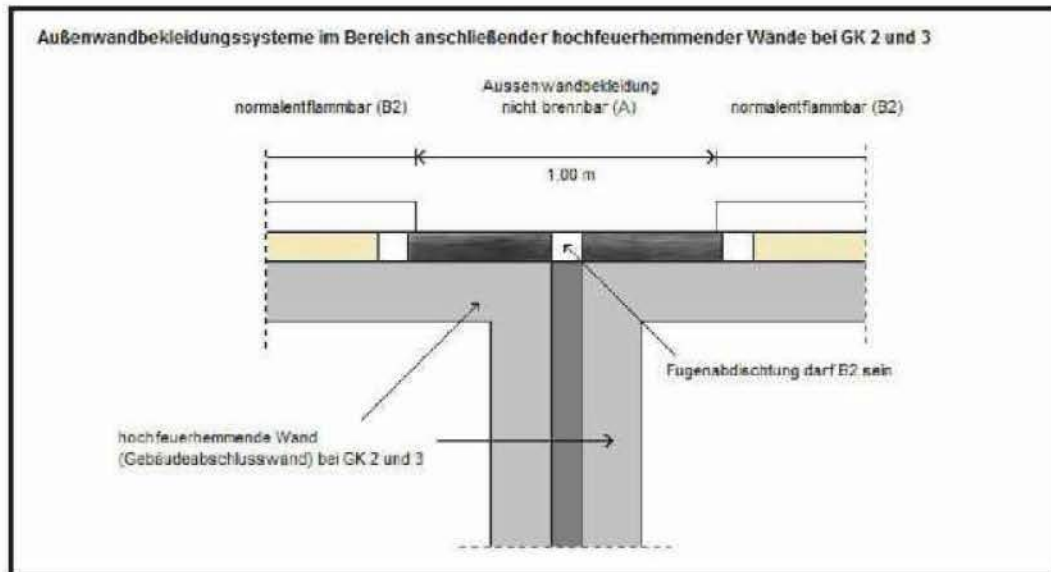 Außenwandbekleidungssysteme im Bereich anschließender hochfeuerhemmender Wände bei GK 2 und 3
normalentflammbar (B2)
Aussenwandbekleidung
nicht brennbar (A)
normalentflammbar (B2)
1.00 m
Fugenabdischtung darf B2 sein
hochfeuerhemmende Wand
(Gebäudeabschlusswand) bei GK 2 und 3